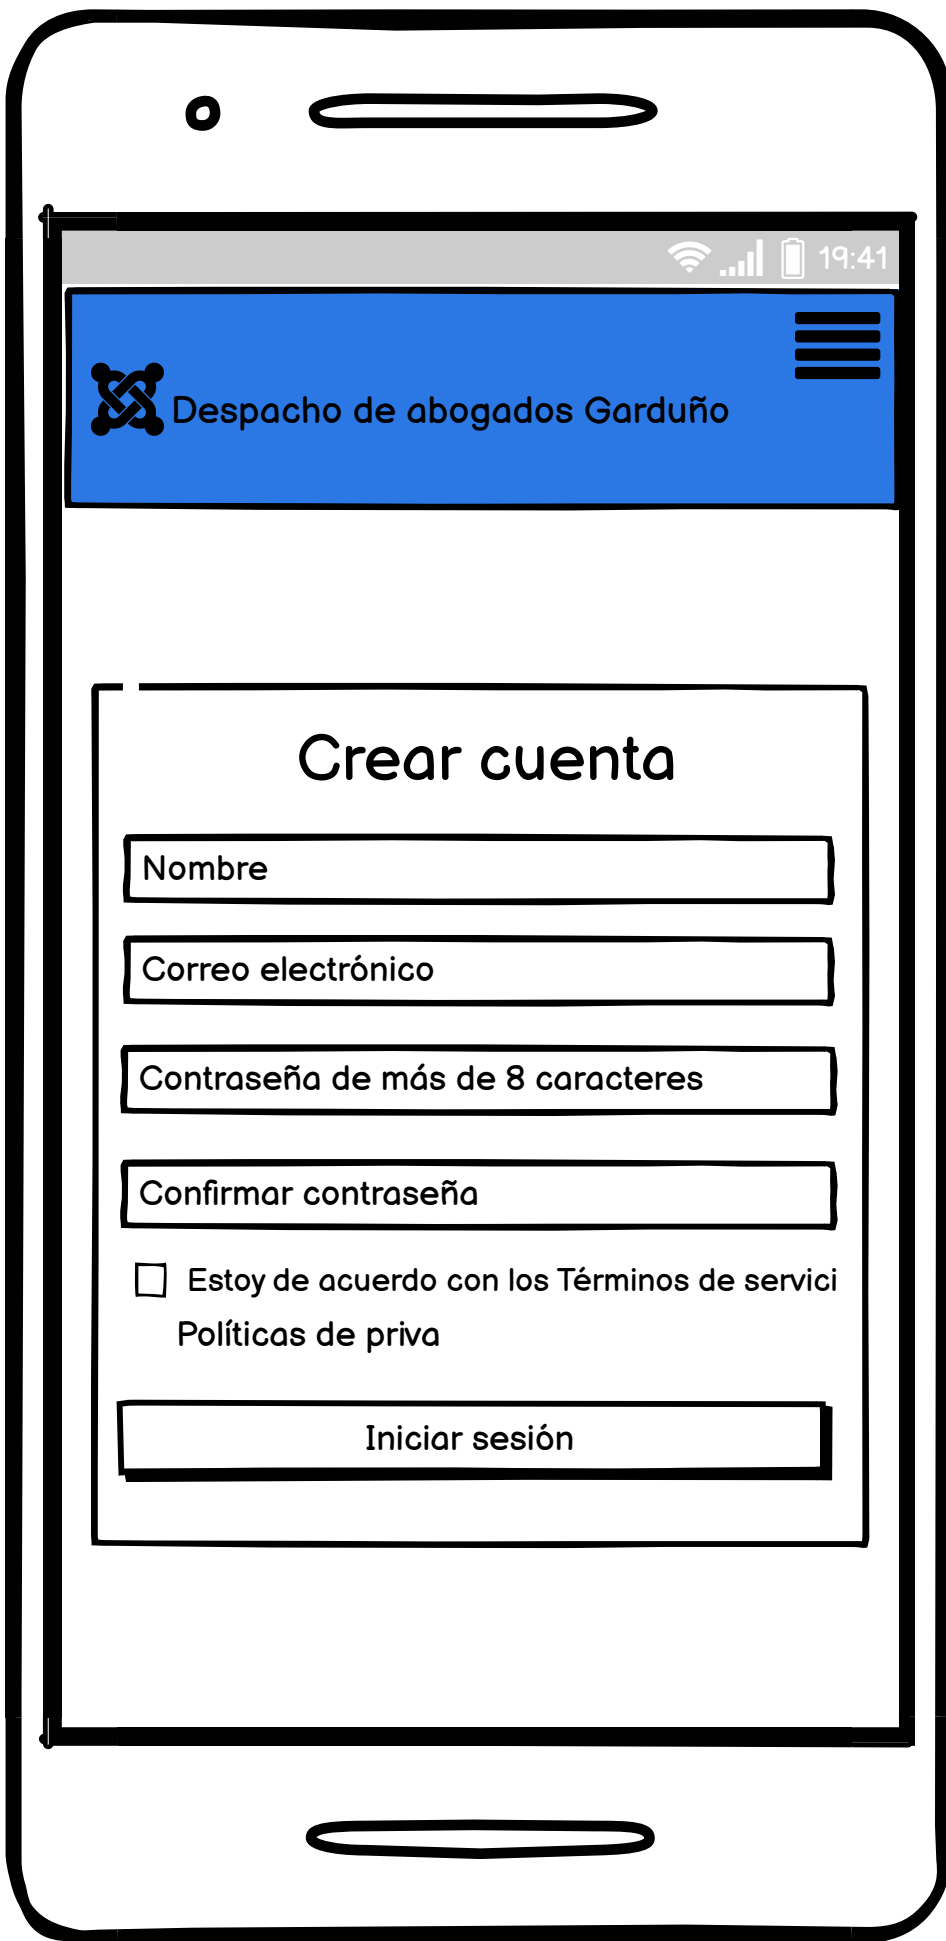 19:41
Despacho de abogados Garduño
Crear cuenta
Nombre
Correo electrónico
Contraseña de más de 8 caracteres
Confirmar contraseña
Estoy de acuerdo con los Términos de servici
Políticas de priva
Iniciar sesión